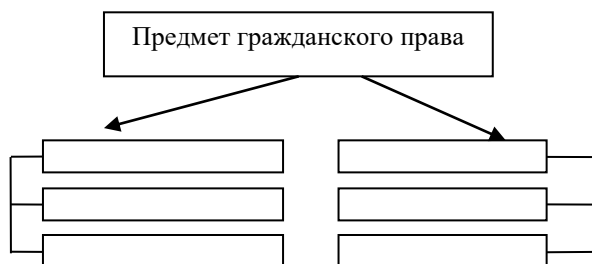 Предмет гражданского права